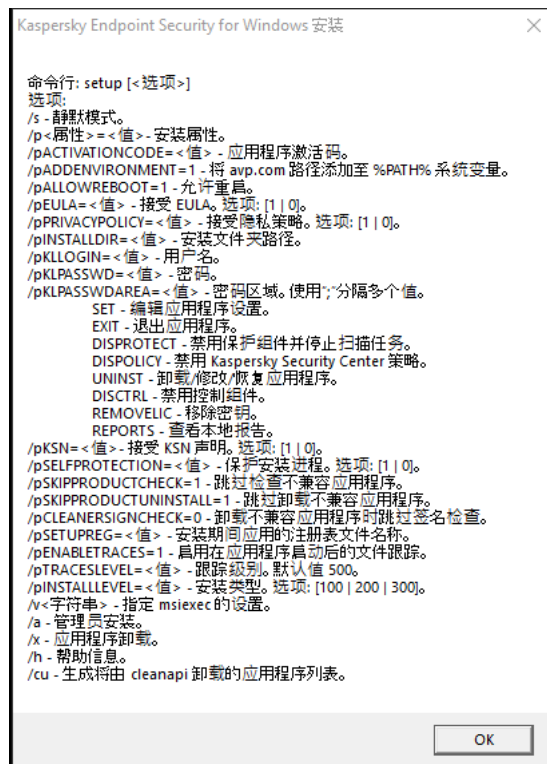 Kaspersky Endpoint Security for Windows 安装
命令行: setup [<选项>]
选项:
/s - 静默模式。
/p<属性>=<值> - 安装属性。
/pACTIVATIONCODE=<值> - 应用程序激活码。
/pADDENVIRONMENT=1 - 将 avp.com 路径添加至 %PATH% 系统变量。
/pALLOWREBOOT=1 - 允许重启。
/pEULA=<值> - 接受 EULA。选项: [1 | 0]。
/pPRIVACYPOLICY=<值> - 接受隐私策略。选项: [1 | 0]。
/pINSTALLDIR=<值> - 安装文件夹路径。
/pKLLOGIN=<值> - 用户名。
/pKLPASSWD=<值> - 密码。
/pKLPASSWDAREA=<值> - 密码区域。使用";"分隔多个值。
SET - 编辑应用程序设置。
EXIT - 退出应用程序。
DISPROTECT - 禁用保护组件并停止扫描任务。
DISPOLICY - 禁用 Kaspersky Security Center 策略。
UNINST - 卸载/修改/恢复应用程序。
DISCTRL - 禁用控制组件。
REMOVELIC - 移除密钥。
REPORTS - 查看本地报告。
/pKSN=<值> - 接受 KSN 声明。选项: [1 | 0]。
/pSELFPROTECTION=<值> - 保护安装进程。选项: [1 | 0]。
/pSKIPPRODUCTCHECK=1 - 跳过检查不兼容应用程序。
/pSKIPPRODUCTUNINSTALL=1 - 跳过卸载不兼容应用程序。
/pCLEANERSIGNCHECK=0 - 卸载不兼容应用程序时跳过签名检查。
/pSETUPREG=<值> - 安装期间应用的注册表文件名称。
/pENABLETRACES=1 - 启用在应用程序启动后的文件跟踪。
/pTRACESLEVEL=<值> - 跟踪级别。默认值 500。
/pINSTALLLEVEL=<值> - 安装类型。选项: [100 | 200 | 300]。
/v<字符串> - 指定 msiexec 的设置。
/a - 管理员安装。
/x - 应用程序卸载。
/h - 帮助信息。
/cu - 生成将由 cleanapi 卸载的应用程序列表。
OK